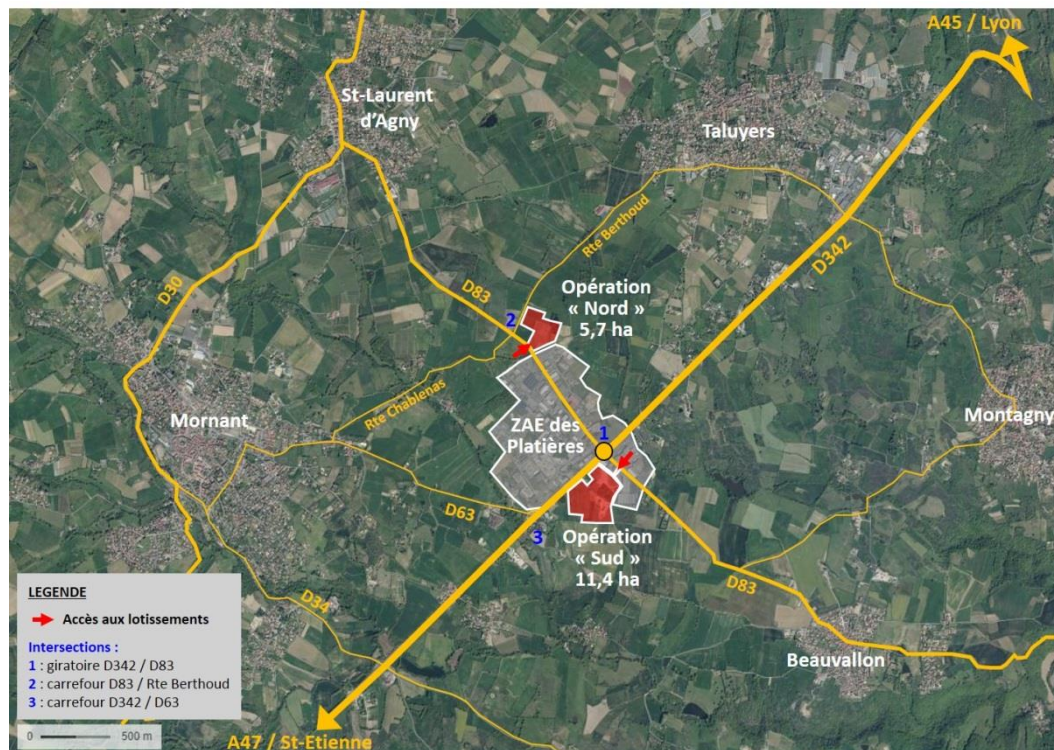 A45 / Lyon
St-Laurent
d'Agny
Taluyers
Rte Berthoud
D342
D30
D83
Opération
« Nord »
5,7 ha
2
Rte Chablenas
Mornant
ZAE des
Platières
1
Montagny
D63
3
Opération
« Sud »
11,4 ha
D83
D34
Beauvallon
LEGENDE
Accès aux lotissements
Intersections :
1 : giratoire D342 / D83
2 : carrefour D83 / Rte Berthoud
3 : carrefour D342 / D63
0 500 m
A47 / St-Etienne